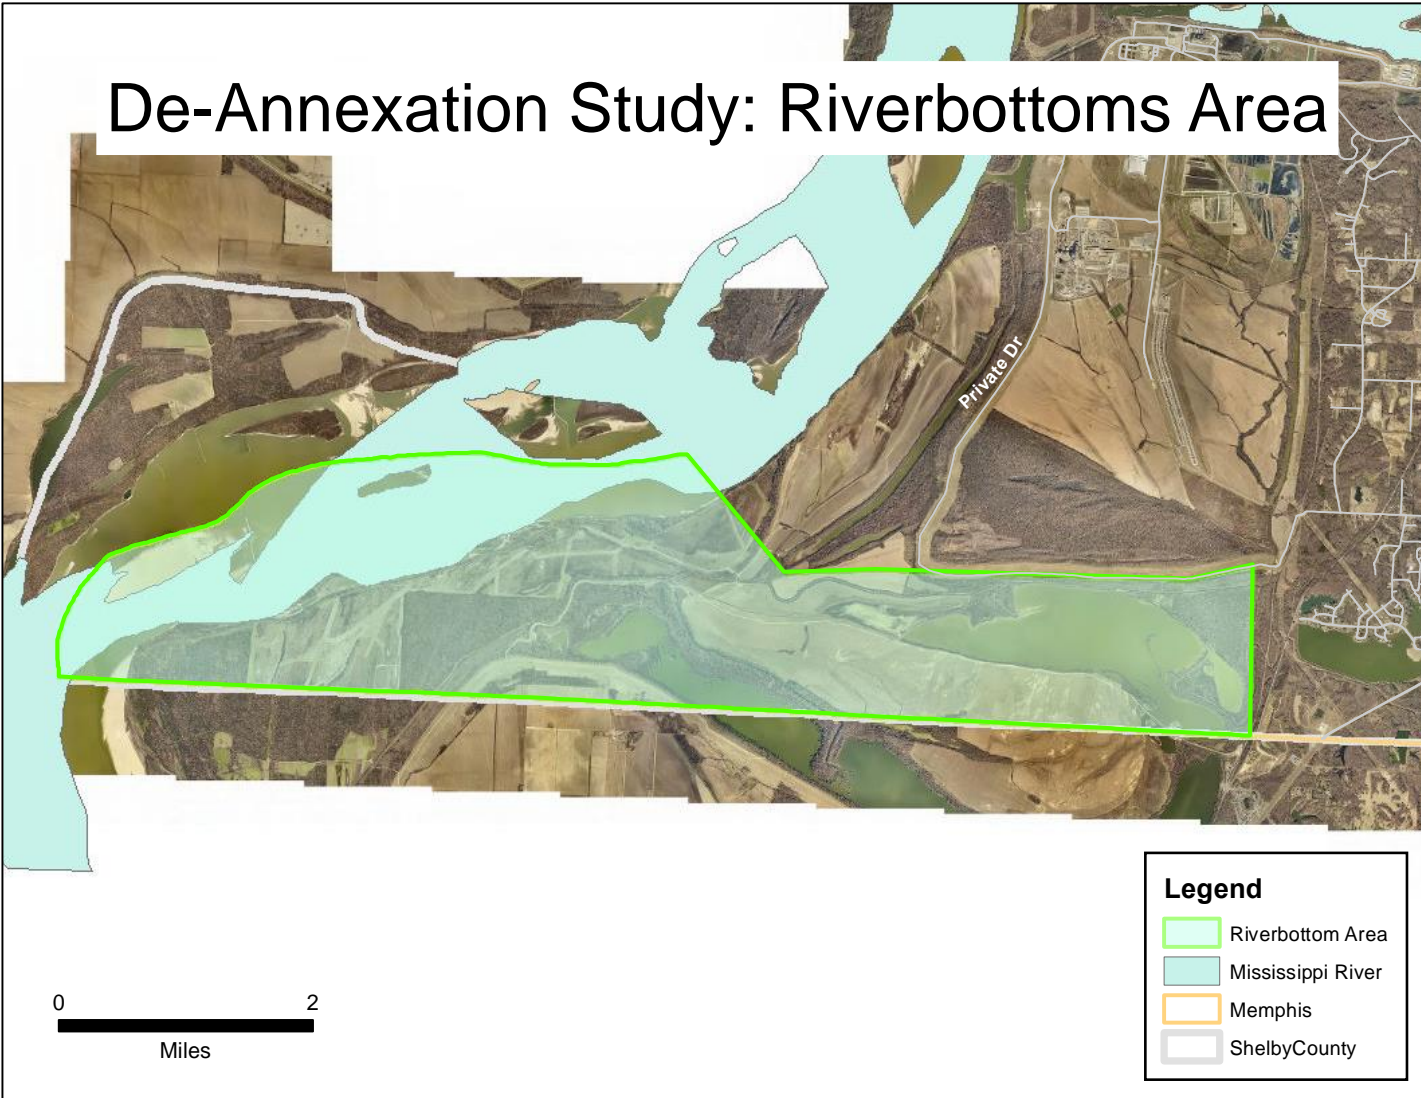 De-Annexation Study: Riverbottoms Area
Private Dr
Legend
Riverbottom Area
Mississippi River
Memphis
ShelbyCounty
0 2
Miles